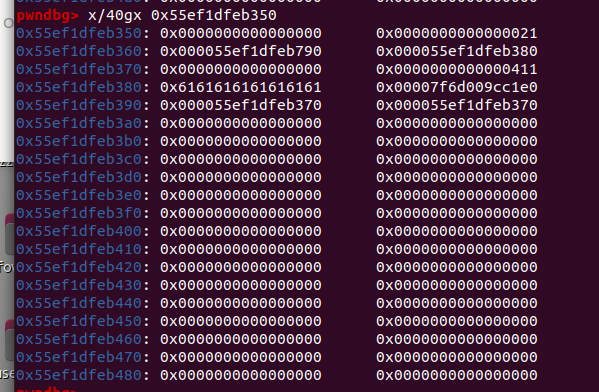 pwndbg> x/40gx 0x55ef1dfeb350
0x55ef1dfeb350: 0x0000000000000000 0x0000000000000021
0x55ef1dfeb360: 0x000055ef1dfeb790 0x000055ef1dfeb380
0x55ef1dfeb370: 0x0000000000000000 0x0000000000000411
0x55ef1dfeb380: 0x6161616161616161 0x00007f6d009cc1e0
0x55ef1dfeb390: 0x000055ef1dfeb370 0x000055ef1dfeb370
0x55ef1dfeb3a0: 0x0000000000000000 0x0000000000000000
0x55ef1dfeb3b0: 0x0000000000000000 0x0000000000000000
0x55ef1dfeb3c0: 0x0000000000000000 0x0000000000000000
0x55ef1dfeb3d0: 0x0000000000000000 0x0000000000000000
0x55ef1dfeb3e0: 0x0000000000000000 0x0000000000000000
0x55ef1dfeb3f0: 0x0000000000000000 0x0000000000000000
0x55ef1dfeb400: 0x0000000000000000 0x0000000000000000
0x55ef1dfeb410: 0x0000000000000000 0x0000000000000000
0x55ef1dfeb420: 0x0000000000000000 0x0000000000000000
0x55ef1dfeb430: 0x0000000000000000 0x0000000000000000
0x55ef1dfeb440: 0x0000000000000000 0x0000000000000000
0x55ef1dfeb450: 0x0000000000000000 0x0000000000000000
0x55ef1dfeb460: 0x0000000000000000 0x0000000000000000
0x55ef1dfeb470: 0x0000000000000000 0x0000000000000000
0x55ef1dfeb480: 0x0000000000000000 0x0000000000000000
pwndbg>